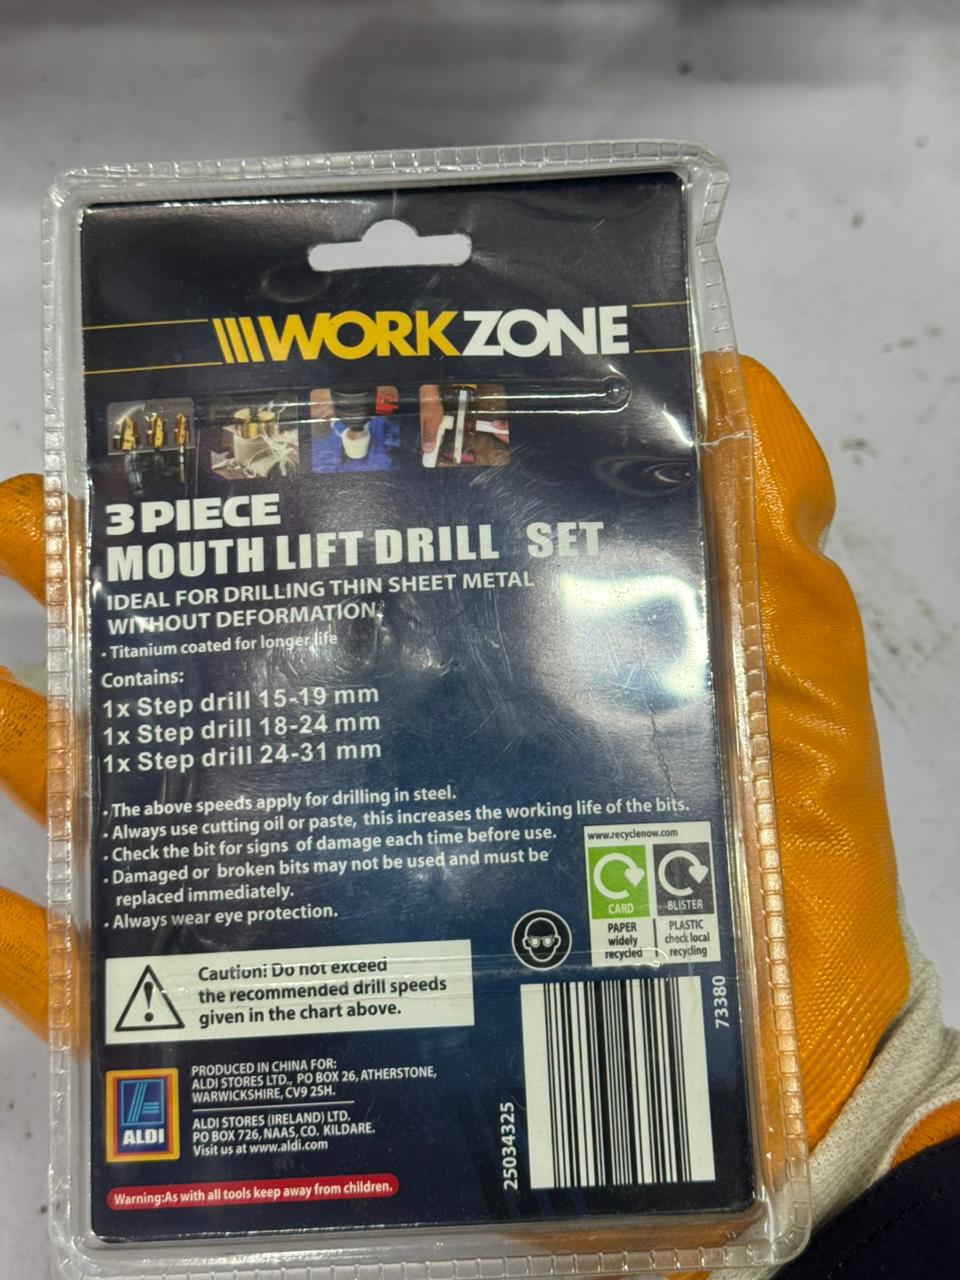 WORKZONE
3 PIECE
MOUTH LIFT DRILL SET
IDEAL FOR DRILLING THIN SHEET METAL
WITHOUT DEFORMATION.
• Titanium coated for longer life
Contains:
1x Step drill 15-19 mm
1x Step drill 18-24 mm
1x Step drill 24-31 mm
• The above speeds apply for drilling in steel.
• Always use cutting oil or paste, this increases the working life of the bits.
• Check the bit for signs of damage each time before use.
• Damaged or broken bits may not be used and must be
replaced immediately.
• Always wear eye protection.
www.recyclenow.com
CARD
BLISTER
PAPER
widely
recycled
PLASTIC
check local
recycling
Caution! Do not exceed
the recommended drill speeds
given in the chart above.
73380
25034325
ALDI
PRODUCED IN CHINA FOR:
ALDI STORES LTD., PO BOX 26, ATHERSTONE,
WARWICKSHIRE, CV9 2SH.
ALDI STORES (IRELAND) LTD.
PO BOX 726, NAAS, CO. KILDARE.
Visit us at www.aldi.com
Warning:As with all tools keep away from children.